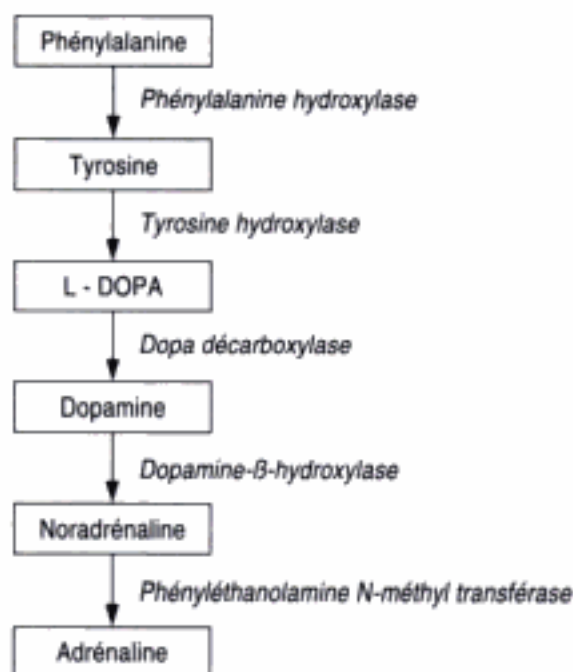 Phénylalanine
Phénylalanine hydroxylase
Tyrosine
Tyrosine hydroxylase
L - DOPA
Dopa décarboxylase
Dopamine
Dopamine-ß-hydroxylase
Noradrénaline
Phényléthanolamine N-méthyl transférase
Adrénaline